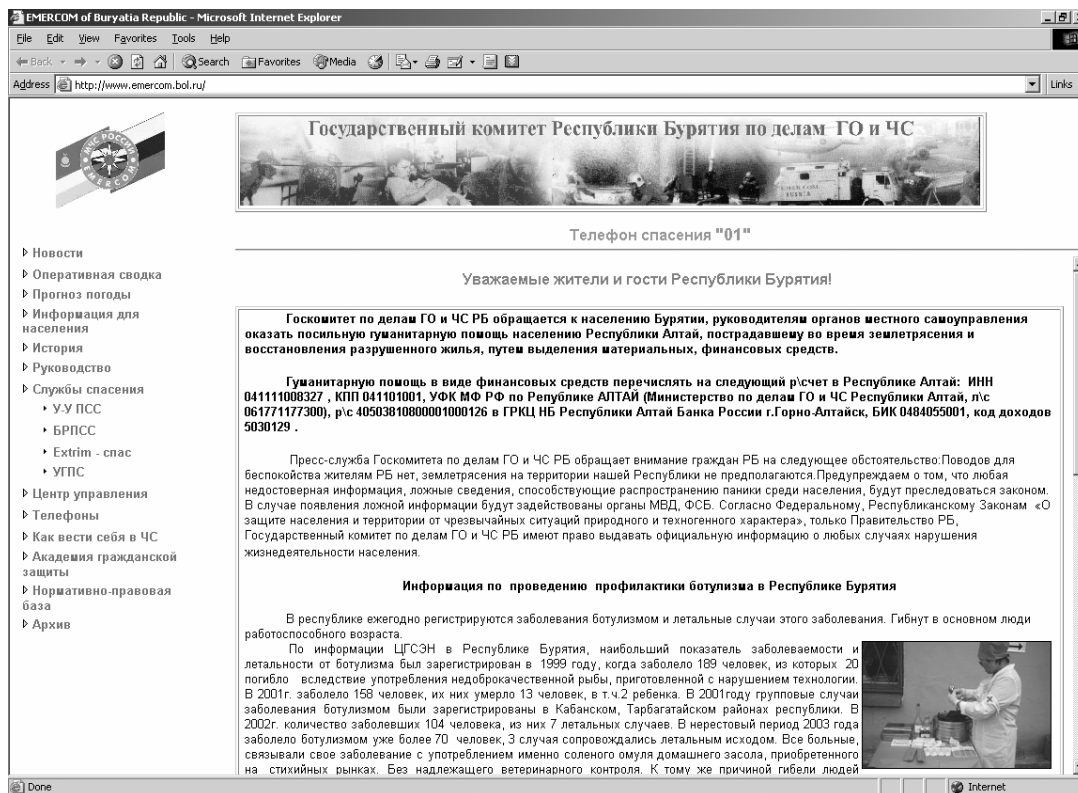 EMERCOM of Buryatia Republic - Microsoft Internet Explorer
File Edit View Favorites Tools Help
Back Search Favorites Media
Address http://www.emercom.bol.ru/ Links
МЧС РОССИИ
EMERCOM
Государственный комитет Республики Бурятия по делам ГО и ЧС
Телефон спасения "01"
Новости
Оперативная сводка
Прогноз погоды
Информация для
населения
История
Руководство
Службы спасения
У-У ПСС
БРПСС
Extrim - спас
УГПС
Центр управления
Телефоны
Как вести себя в ЧС
Академия гражданской
защиты
Нормативно-правовая
база
Архив
Уважаемые жители и гости Республики Бурятия!
Госкомитет по делам ГО и ЧС РБ обращается к населению Бурятии, руководителям органов местного самоуправления
оказать посильную гуманитарную помощь населению Республики Алтай, пострадавшему во время землетрясения и
восстановления разрушенного жилья, путем выделения материальных, финансовых средств.
Гуманитарную помощь в виде финансовых средств перечислять на следующий р\счет в Республике Алтай: ИНН
041111008327 , КПП 041101001, УФК МФ РФ по Републике АЛТАЙ (Министерство по делам ГО и ЧС Республики Алтай, л\с
061771177300), р\с 40503810800001000126 в ГРКЦ НБ Республики Алтай Банка России г.Горно-Алтайск, БИК 0484055001, код доходов
5030129 .
Пресс-служба Госкомитета по делам ГО и ЧС РБ обращает внимание граждан РБ на следующее обстоятельство:Поводов для
беспокойства жителям РБ нет, землетрясения на территории нашей Республики не предполагаются.Предупреждаем о том, что любая
недостоверная информация, ложные сведения, способствующие распространению паники среди населения, будут преследоваться законом.
В случае появления ложной информации будут задействованы органы МВД, ФСБ. Согласно Федеральному, Республиканскому Законам «О
защите населения и территории от чрезвычайных ситуаций природного и техногенного характера», только Правительство РБ,
Государственный комитет по делам ГО и ЧС РБ имеют право выдавать официальную информацию о любых случаях нарушения
жизнедеятельности населения.
Информация по проведению профилактики ботулизма в Республике Бурятия
В республике ежегодно регистрируются заболевания ботулизмом и летальные случаи этого заболевания. Гибнут в основном люди
работоспособного возраста.
По информации ЦГСЭН в Республике Бурятия, наибольший показатель заболеваемости и
летальности от ботулизма был зарегистрирован в 1999 году, когда заболело 189 человек, из которых 20
погибло вследствие употребления недоброкачественной рыбы, приготовленной с нарушением технологии.
В 2001г. заболело 158 человек, их них умерло 13 человек, в т.ч.2 ребенка. В 2001году групповые случаи
заболевания ботулизмом были зарегистрированы в Кабанском, Тарбагатайском районах республики. В
2002г. количество заболевших 104 человека, из них 7 летальных случаев. В нерестовый период 2003 года
заболело ботулизмом уже более 70 человек, 3 случая сопровождались летальным исходом. Все больные,
связывали свое заболевание с употреблением именно соленого омуля домашнего засола, приобретенного
на стихийных рынках. Без надлежащего ветеринарного контроля. К тому же причиной гибели людей
Done Internet